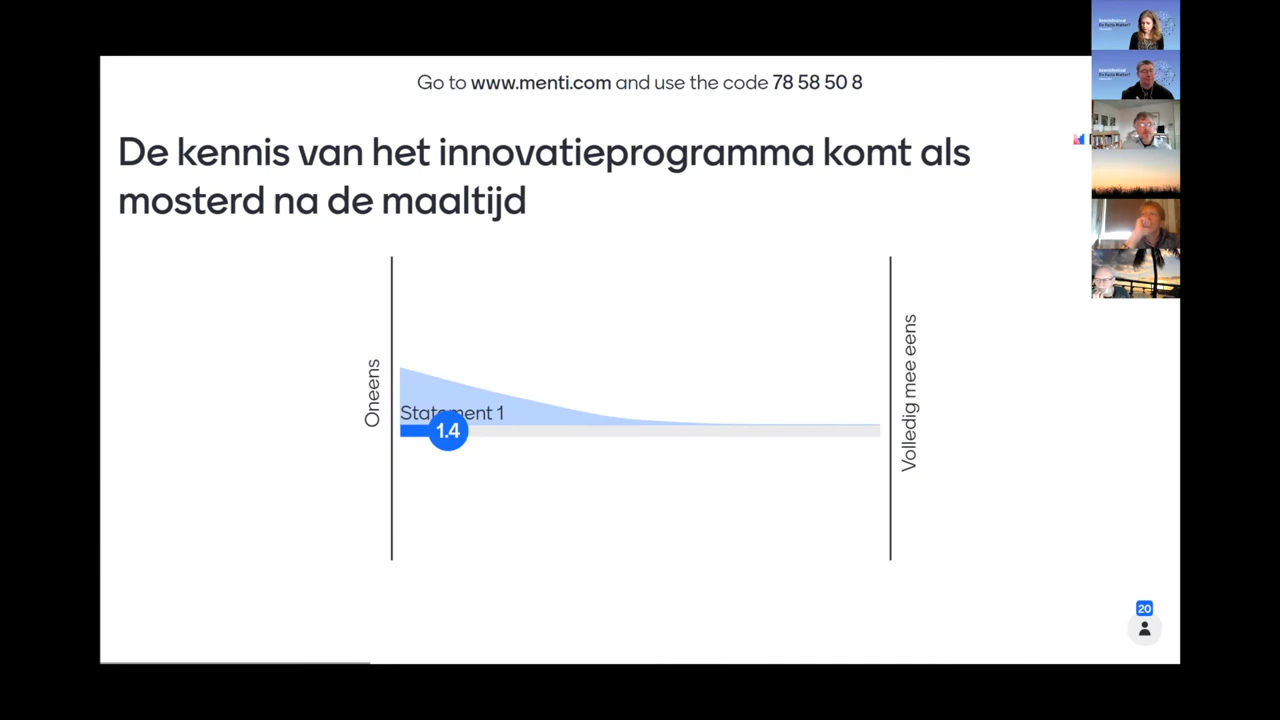 Go to www.menti.com and use the code 78 58 50 8
De kennis van het innovatieprogramma komt als
mosterd na de maaltijd
Oneens
Statement 1
1.4
Volledig mee eens
20